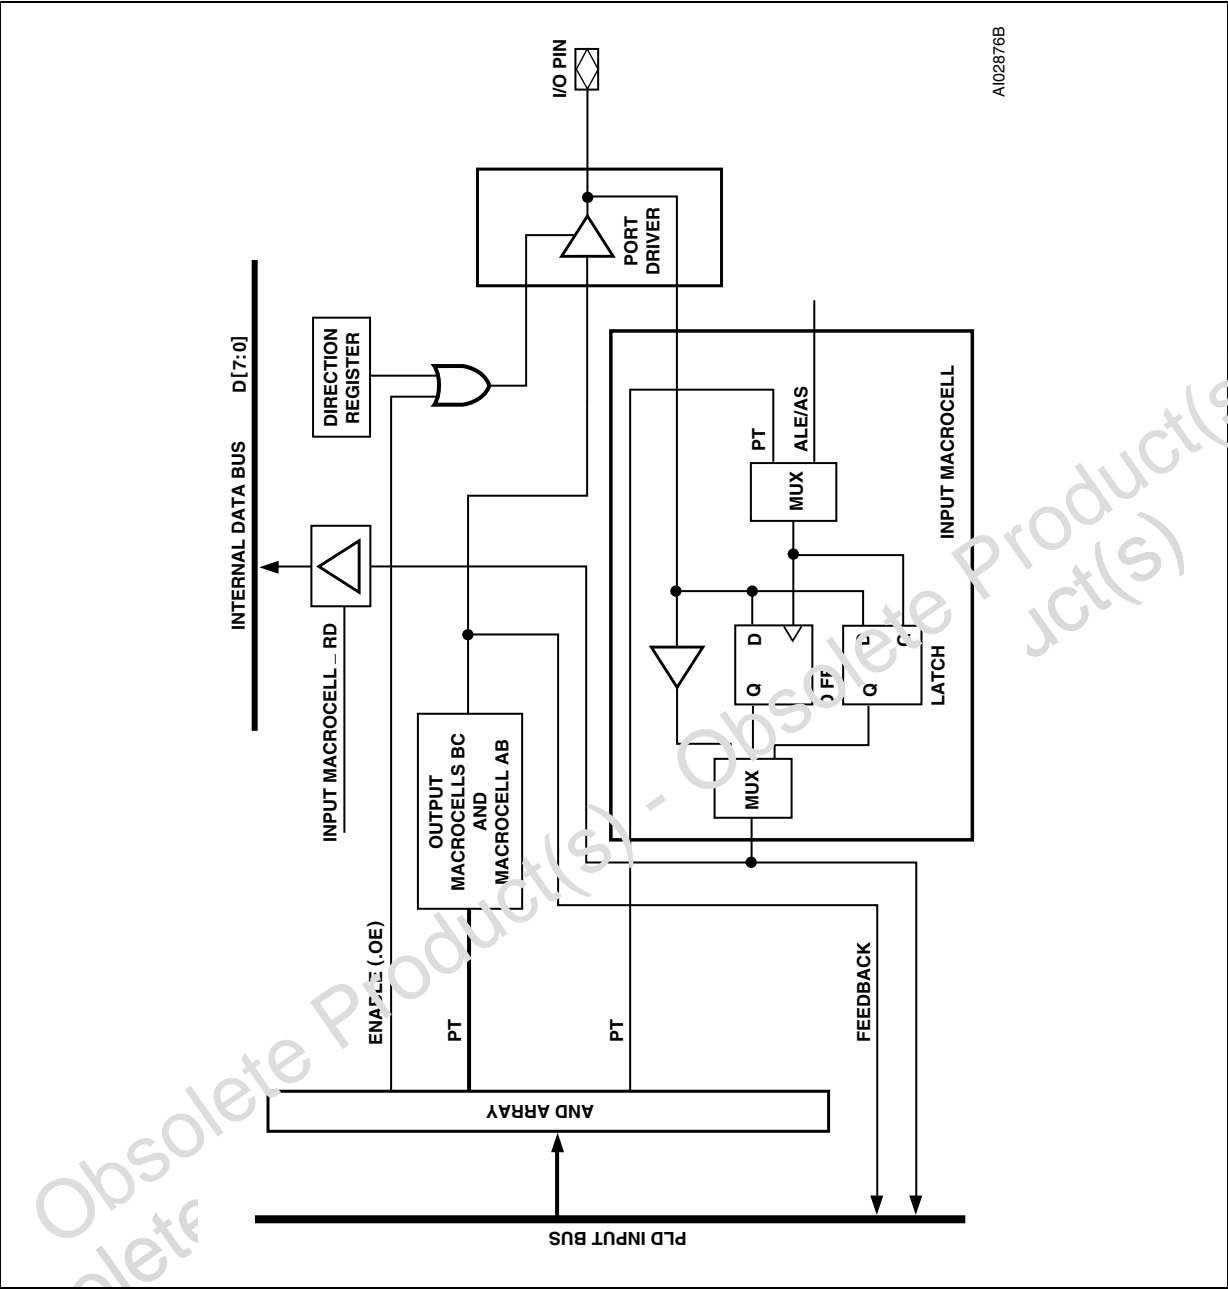 I/O PIN
AI02876B
PORT
DRIVER
INTERNAL DATA BUS D[7:0]
DIRECTION
REGISTER
INPUT MACROCELL _ RD
OUTPUT
MACROCELLS BC
AND
MACROCELL AB
PT
ALE/AS
MUX
INPUT MACROCELL
D
Q
Q
LATCH
MUX
ENABLE (.OE)
PT
PT
FEEDBACK
AND ARRAY
PLD INPUT BUS
Obsolete Product(s) - Obsolete Product(s